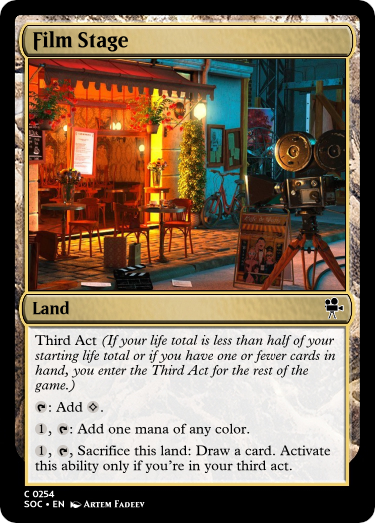 Film Stage
Land
Third Act (If your life total is less than half of your
starting life total or if you have one or fewer cards in
hand, you enter the Third Act for the rest of the
game.)
: Add .
1, : Add one mana of any color.
1, , Sacrifice this land: Draw a card. Activate
this ability only if you're in your third act.
C 0254
SOC • EN Artem Fadeev